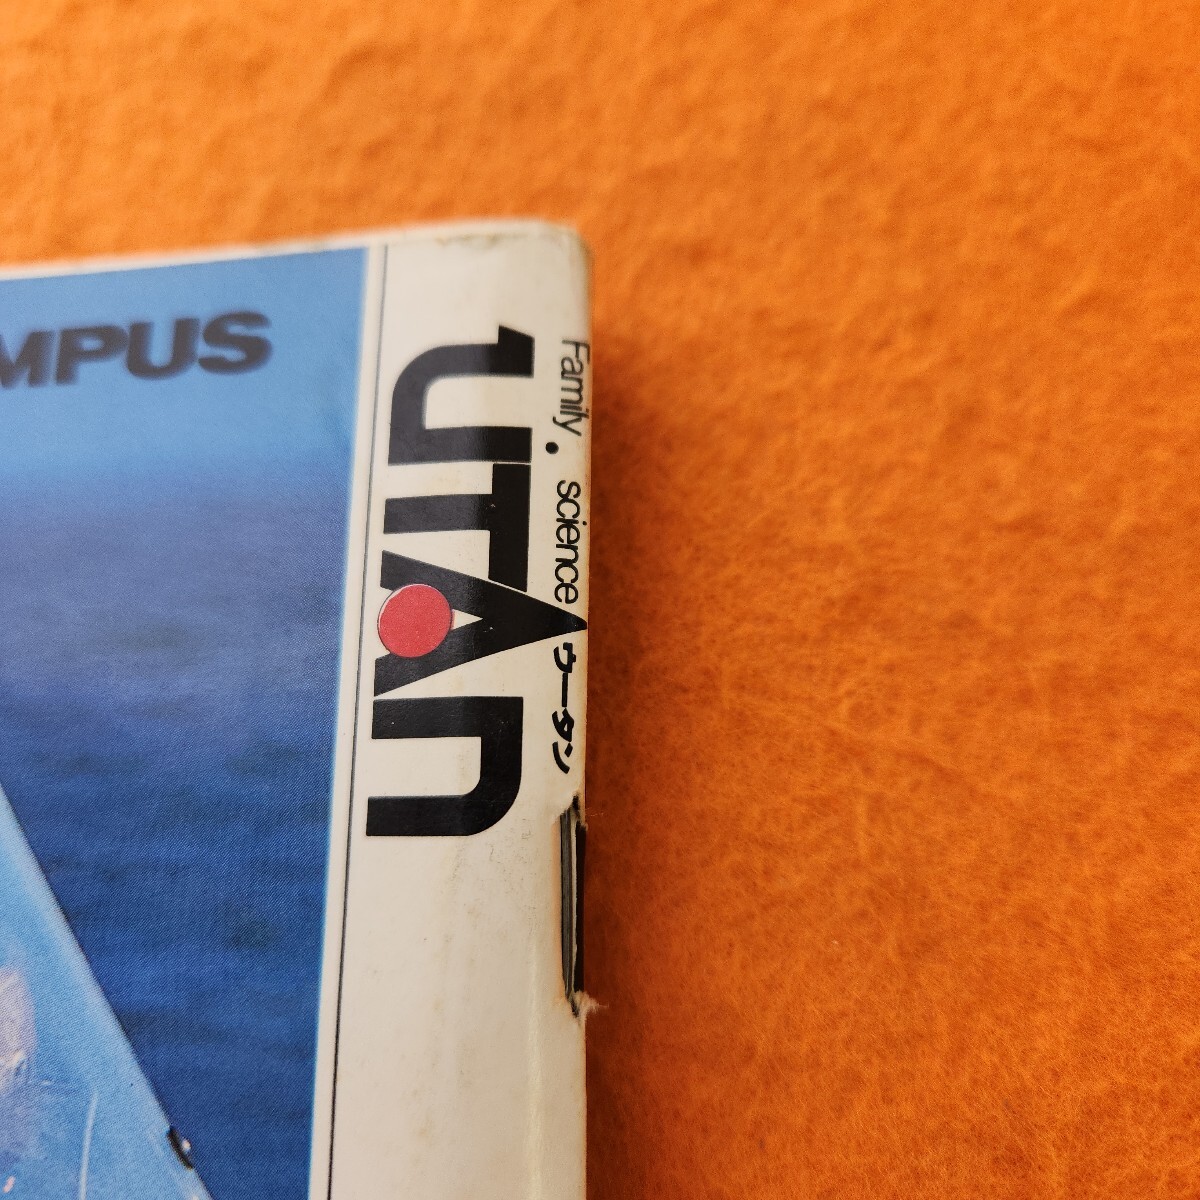 MPUS
UTAN
Family. science ウータン